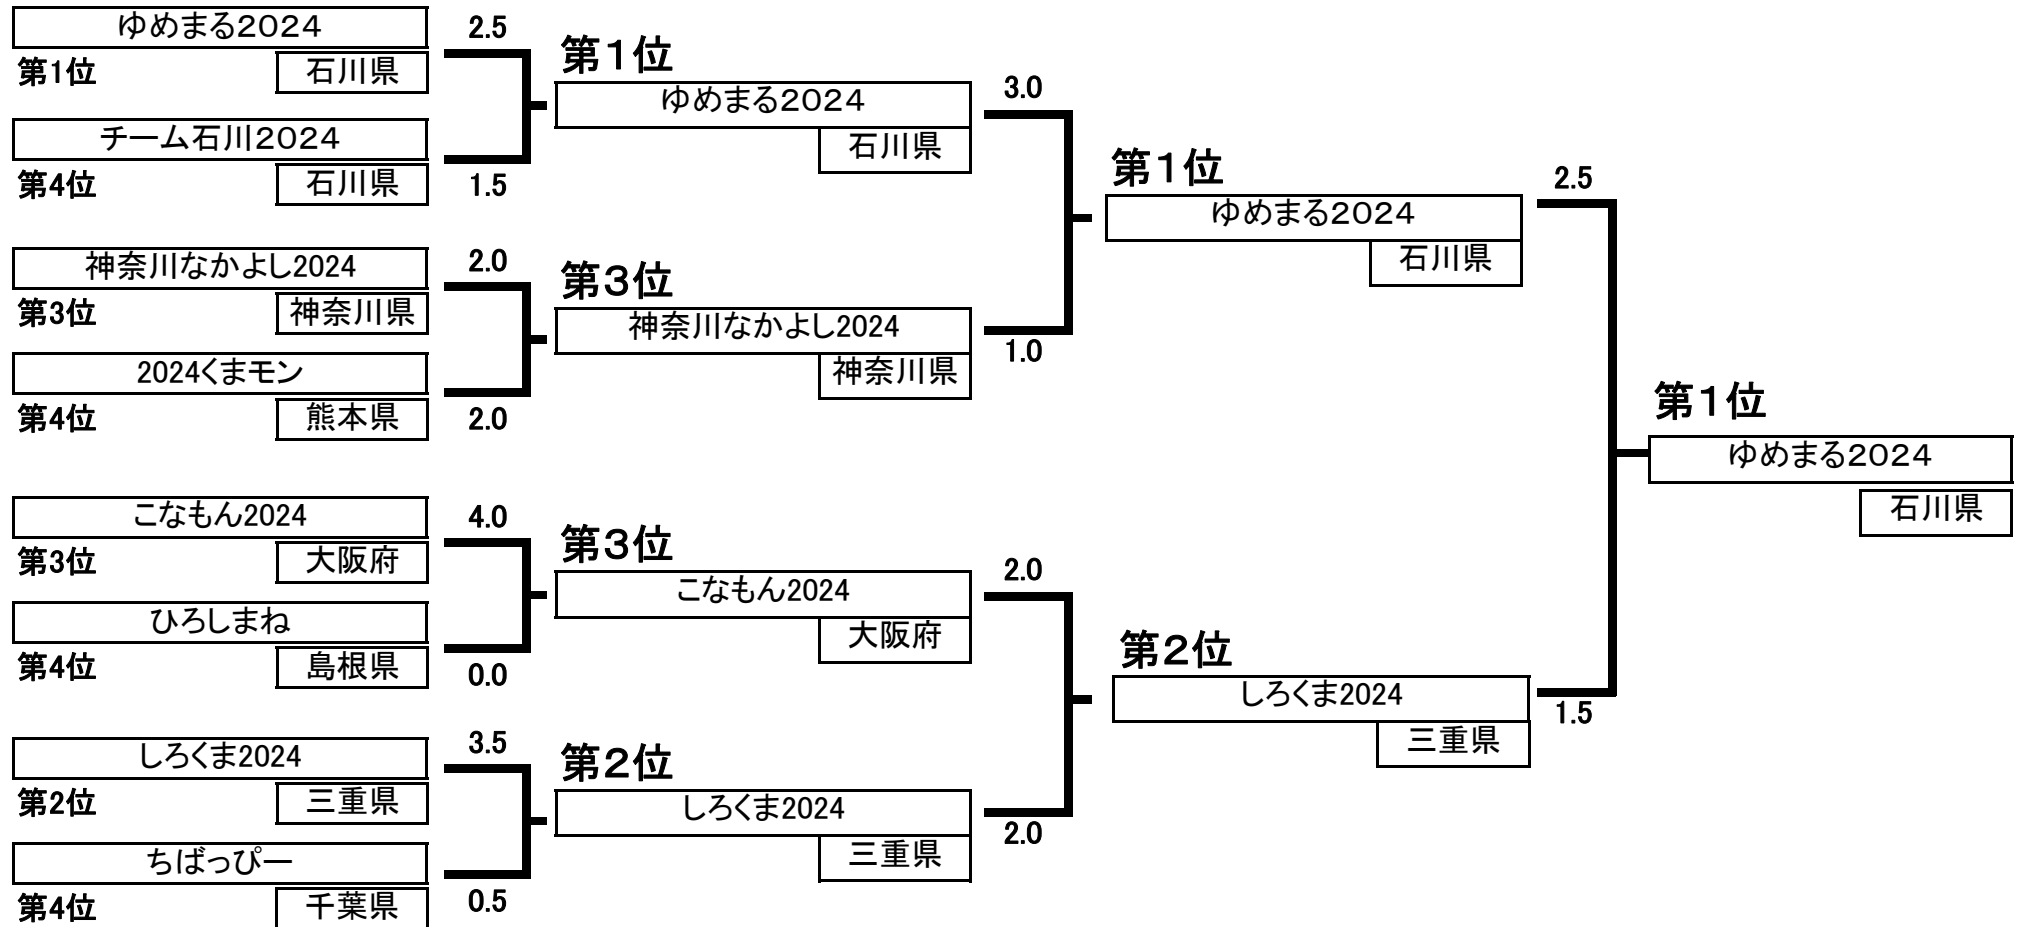 ゆめまる２０２４
第1位
石川県
2.5
チーム石川２０２４
第4位
石川県
1.5
神奈川なかよし2024
第3位
神奈川県
2.0
2024くまモン
第4位
熊本県
2.0
こなもん2024
第3位
大阪府
4.0
ひろしまね
第4位
島根県
0.0
しろくま2024
第2位
三重県
3.5
ちばっぴー
第4位
千葉県
0.5
第１位
ゆめまる２０２４
石川県
3.0
第３位
神奈川なかよし2024
神奈川県
1.0
第３位
こなもん2024
大阪府
2.0
第２位
しろくま2024
三重県
2.0
第１位
ゆめまる２０２４
石川県
2.5
第２位
しろくま2024
三重県
1.5
第１位
ゆめまる２０２４
石川県